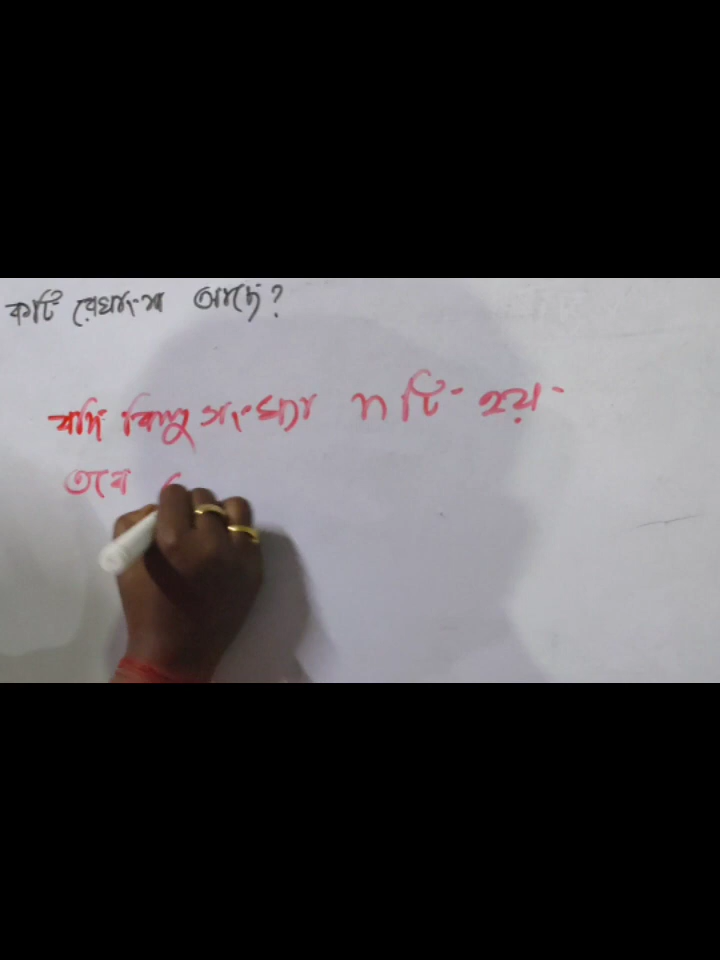 কটি রেখাংশ আছে?
যদি বিন্দু সংখ্যা n টি হয়
তবে